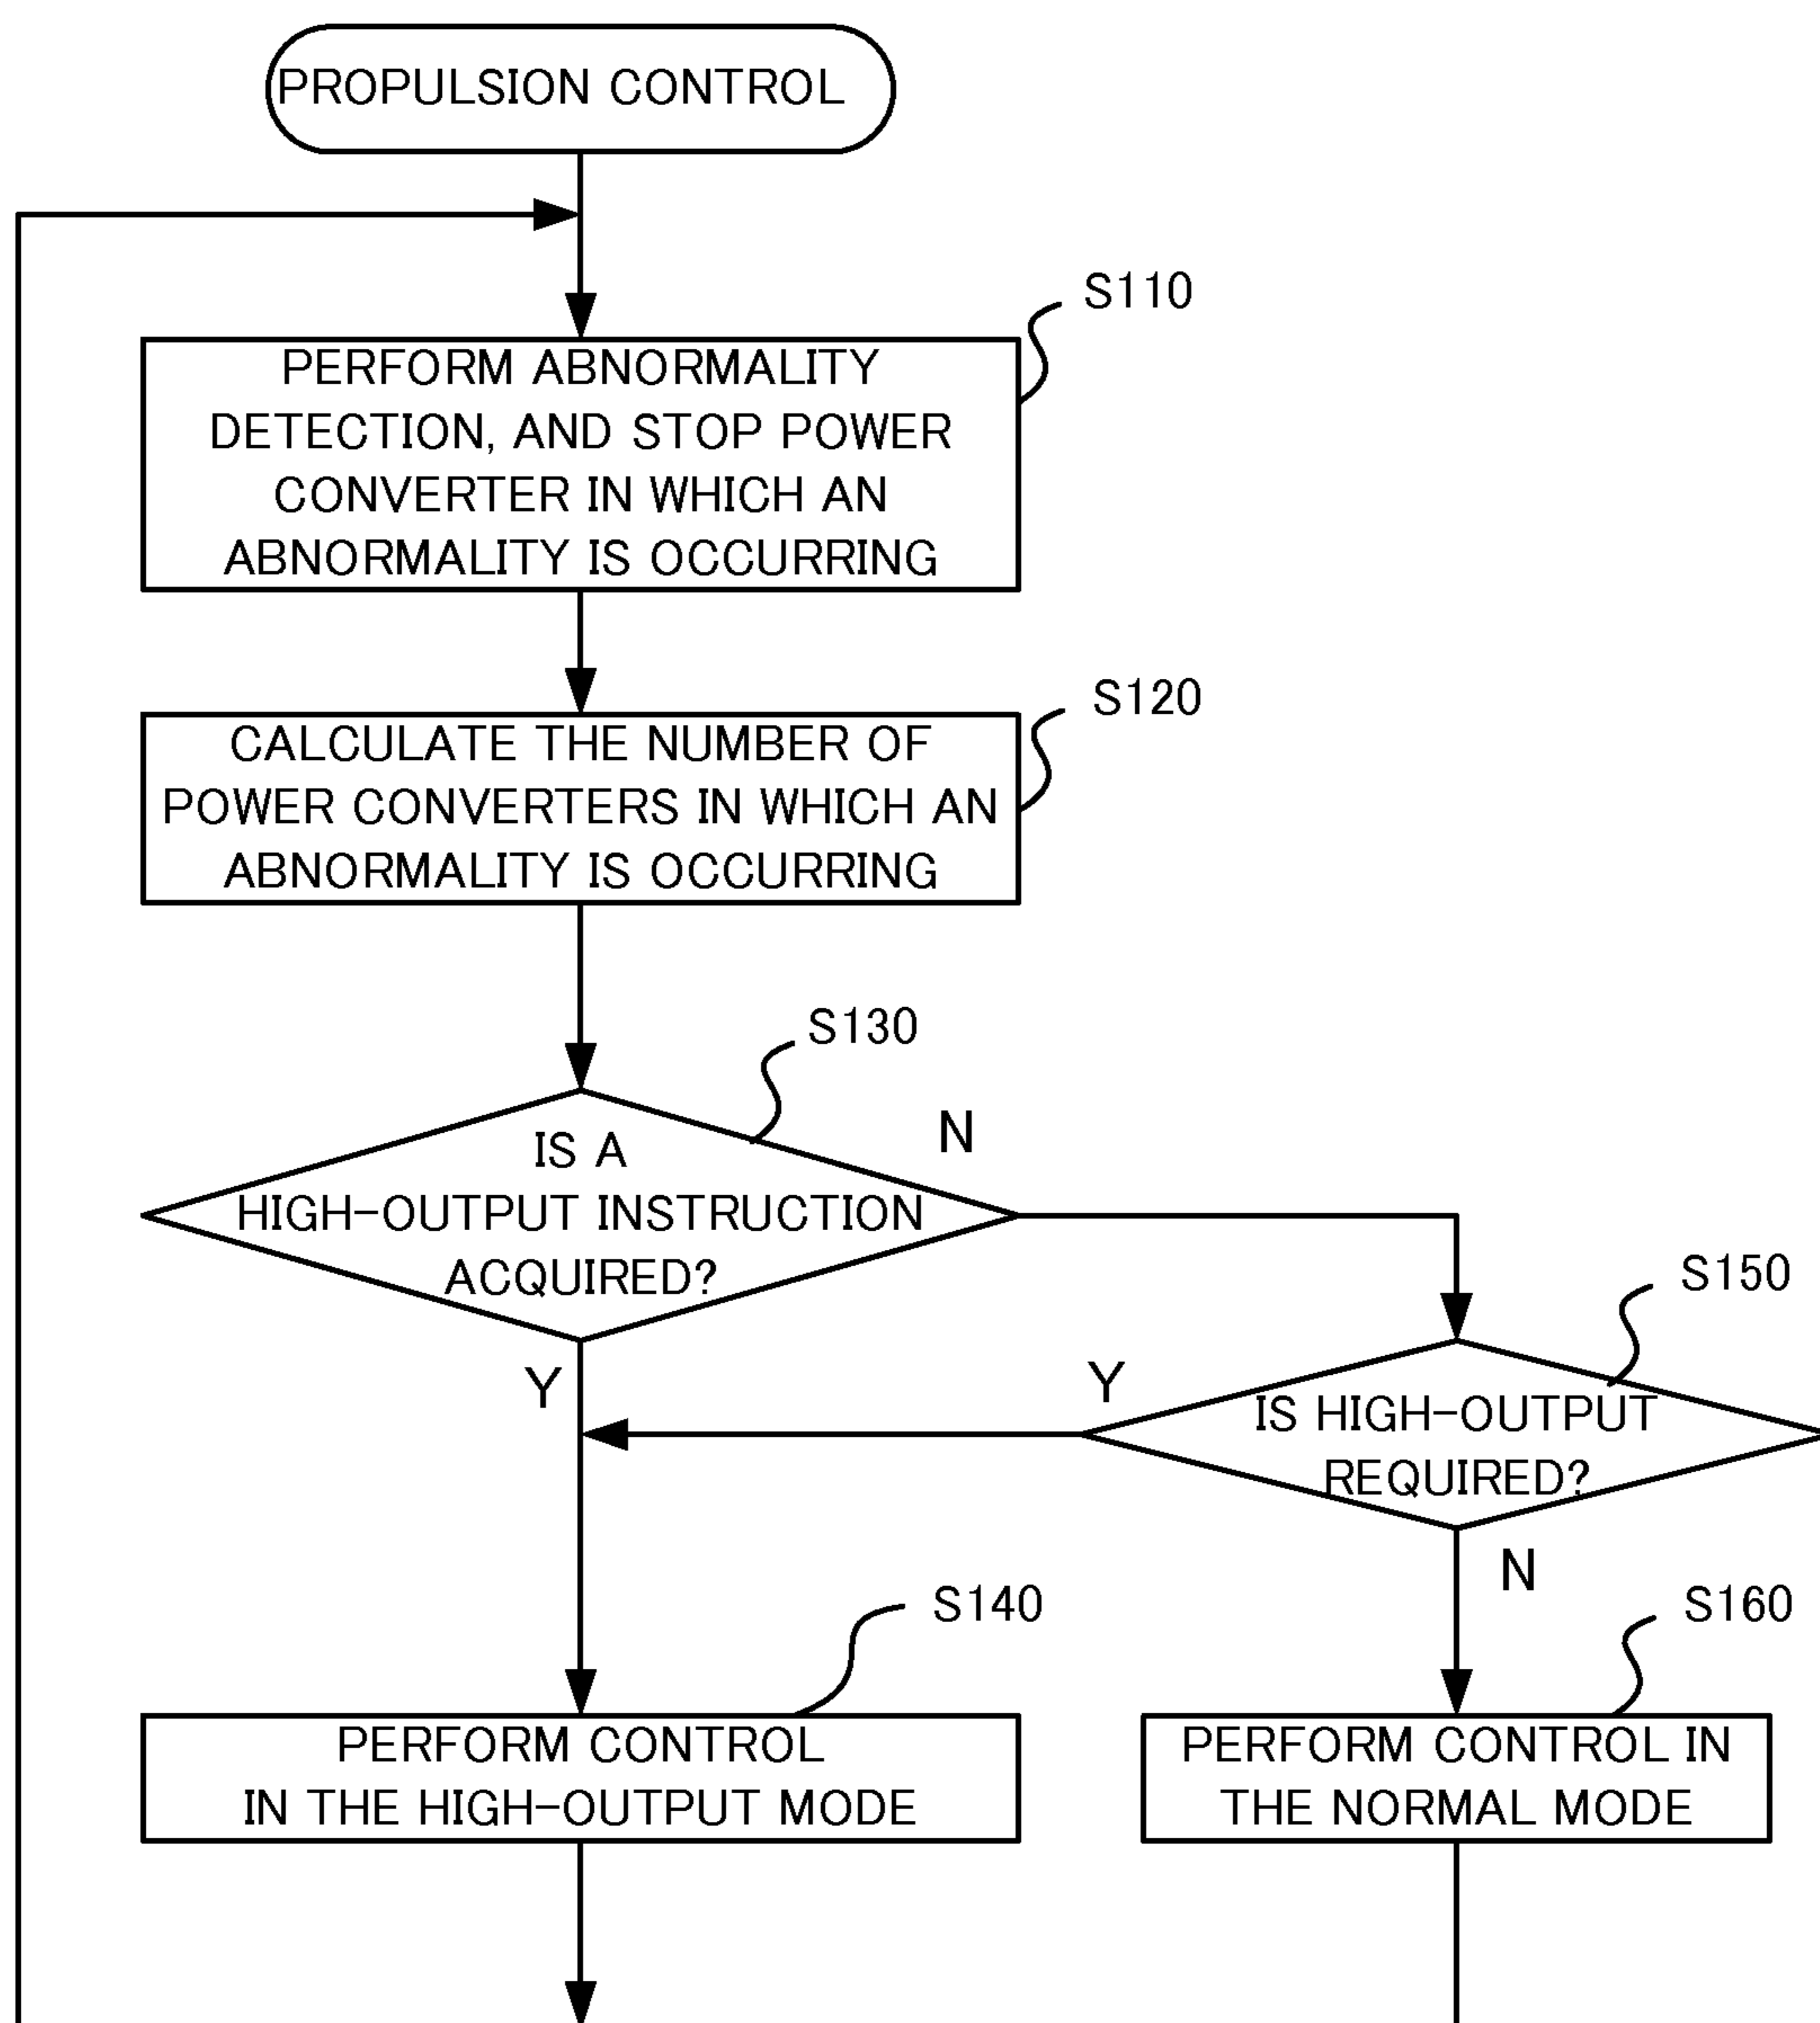 PROPULSION CONTROL
S110
PERFORM ABNORMALITY
DETECTION, AND STOP POWER
CONVERTER IN WHICH AN
ABNORMALITY IS OCCURRING
S120
CALCULATE THE NUMBER OF
POWER CONVERTERS IN WHICH AN
ABNORMALITY IS OCCURRING
S130
N
IS A
HIGH-OUTPUT INSTRUCTION
ACQUIRED?
S150
Y
Y
IS HIGH-OUTPUT
REQUIRED?
N
S140
S160
PERFORM CONTROL
IN THE HIGH-OUTPUT MODE
PERFORM CONTROL IN
THE NORMAL MODE